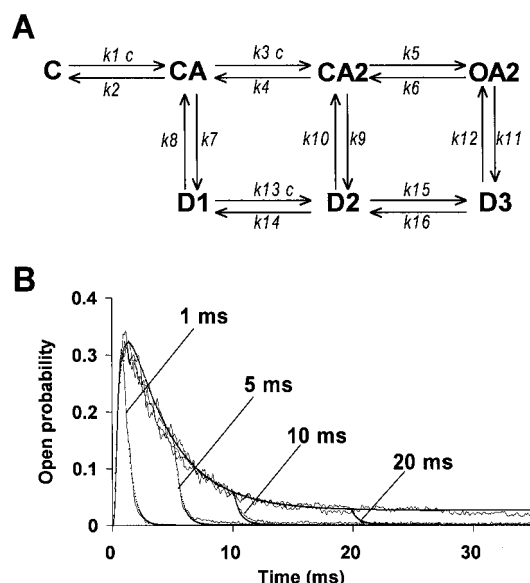 A
k1 c k3 c k5
C CA CA2 OA2
k2 k4 k6
k8 k7 k10 k9 k12 k11
k13 c k15
D1 D2 D3
k14 k16
B
0.4
0.3
0.2
0.1
0
Open probability
1 ms
5 ms
10 ms
20 ms
0 10 20 30
Time (ms)